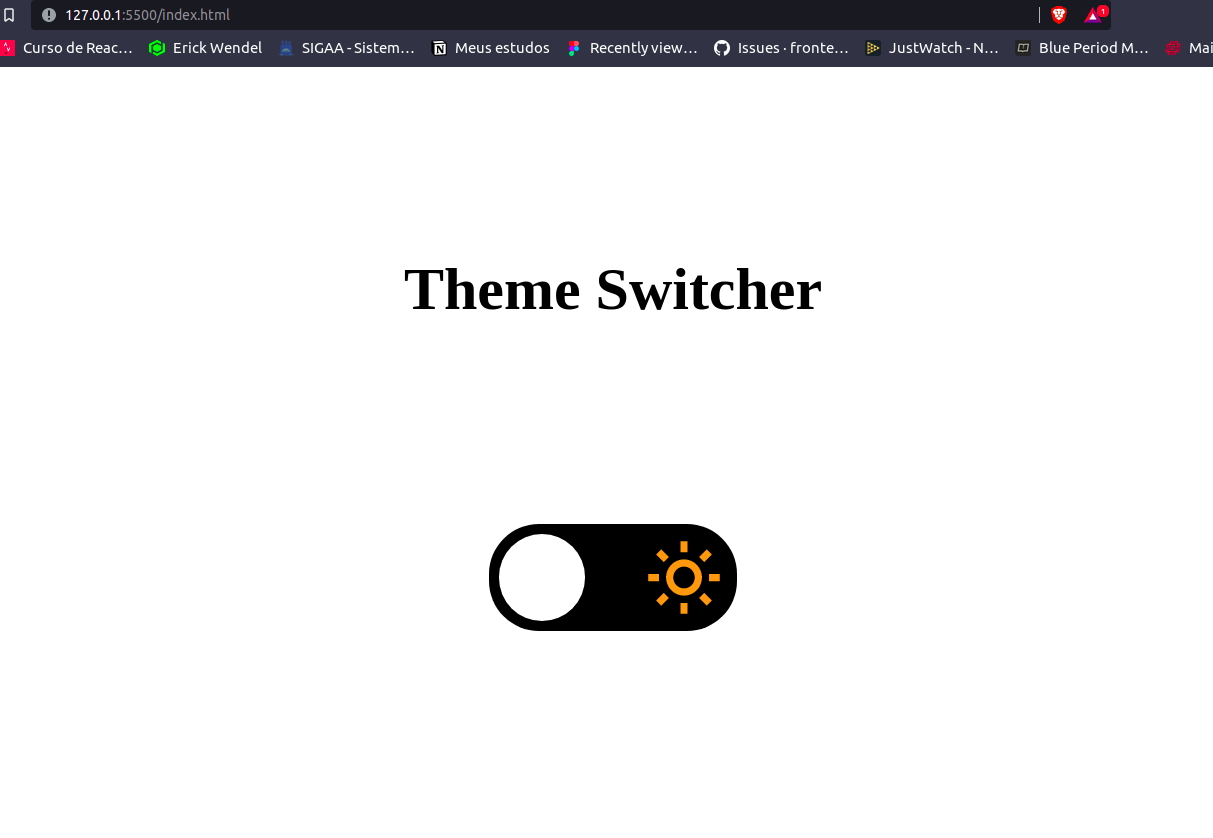 127.0.0.1:5500/index.html
1
Curso de Reac… Erick Wendel SIGAA - Sistem… Meus estudos Recently view… Issues · fronte… JustWatch - N… Blue Period M… Mai
Theme Switcher